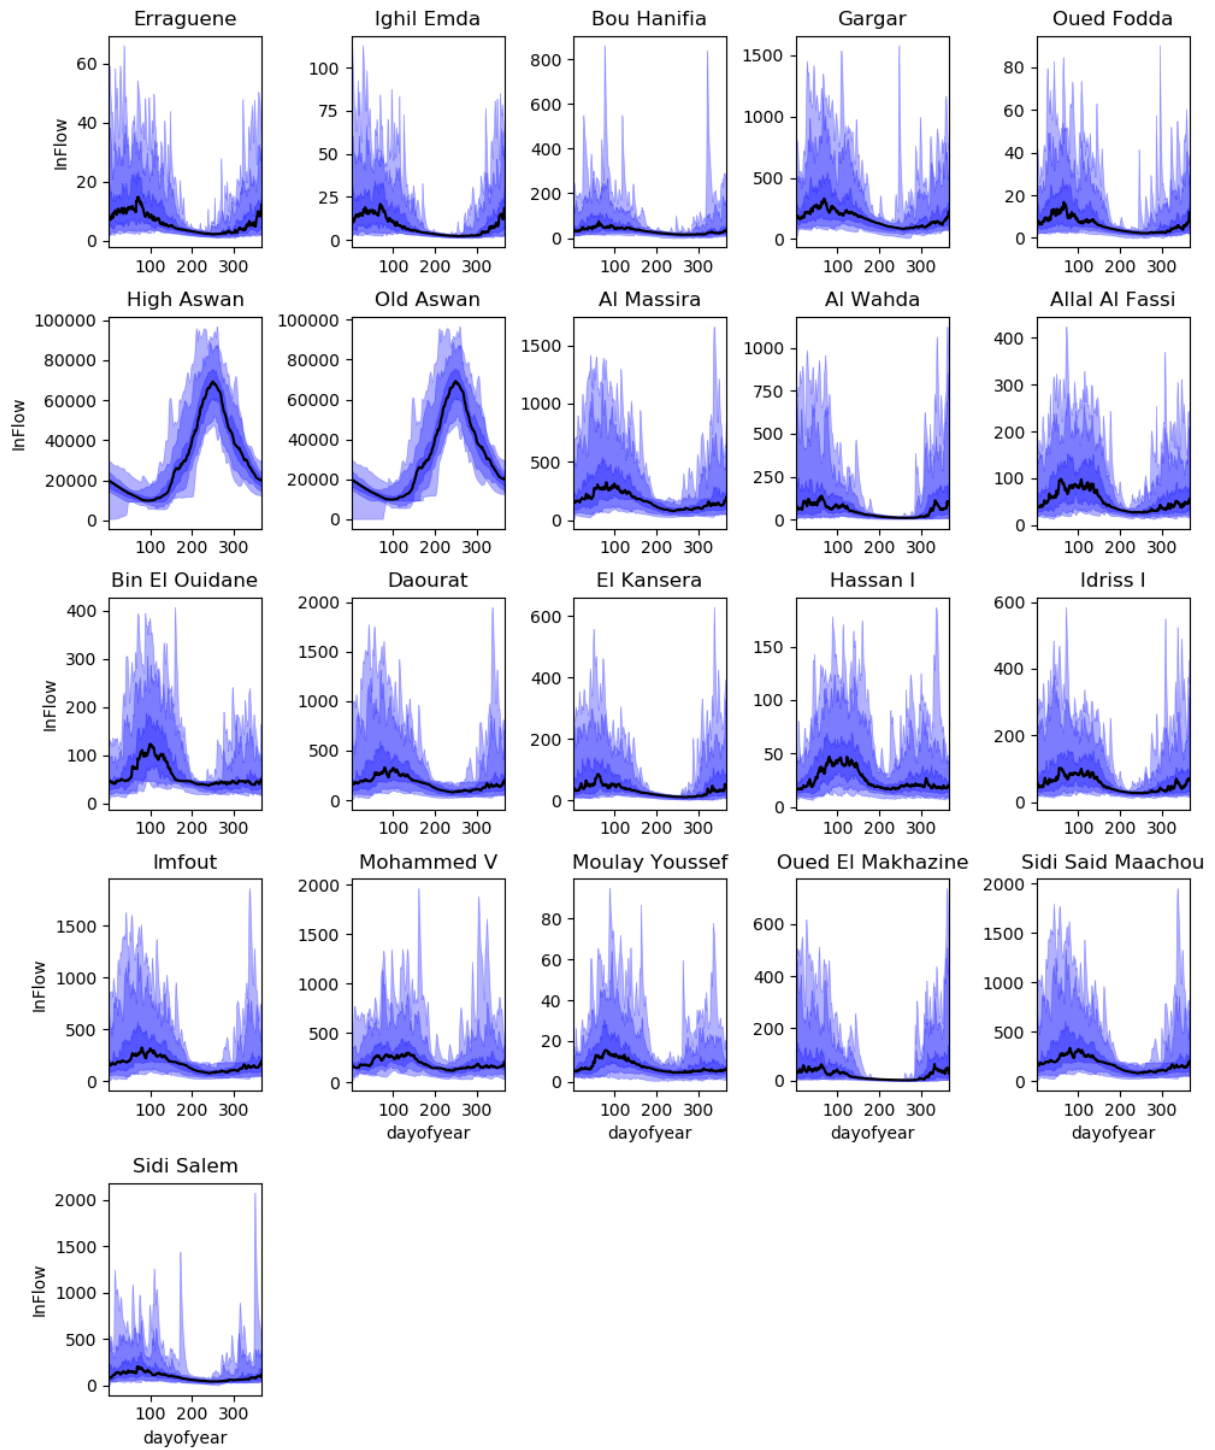 Erraguene
Ighil Emda
Bou Hanifia
Gargar
Oued Fodda
InFlow
60
40
20
0
100 200 300
100
75
50
25
0
100 200 300
800
600
400
200
0
100 200 300
1500
1000
500
0
100 200 300
80
60
40
20
0
100 200 300
High Aswan
Old Aswan
Al Massira
Al Wahda
Allal Al Fassi
InFlow
100000
80000
60000
40000
20000
0
100 200 300
100000
80000
60000
40000
20000
0
100 200 300
1500
1000
500
0
100 200 300
1000
750
500
250
0
100 200 300
400
300
200
100
0
100 200 300
Bin El Ouidane
Daourat
El Kansera
Hassan I
Idriss I
InFlow
400
300
200
100
0
100 200 300
2000
1500
1000
500
0
100 200 300
600
400
200
0
100 200 300
150
100
50
0
100 200 300
600
400
200
0
100 200 300
Imfout
Mohammed V
Moulay Youssef
Oued El Makhazine
Sidi Said Maachou
InFlow
1500
1000
500
0
100 200 300
2000
1500
1000
500
0
100 200 300
dayofyear
80
60
40
20
0
100 200 300
dayofyear
600
400
200
0
100 200 300
dayofyear
2000
1500
1000
500
0
100 200 300
dayofyear
Sidi Salem
InFlow
2000
1500
1000
500
0
100 200 300
dayofyear